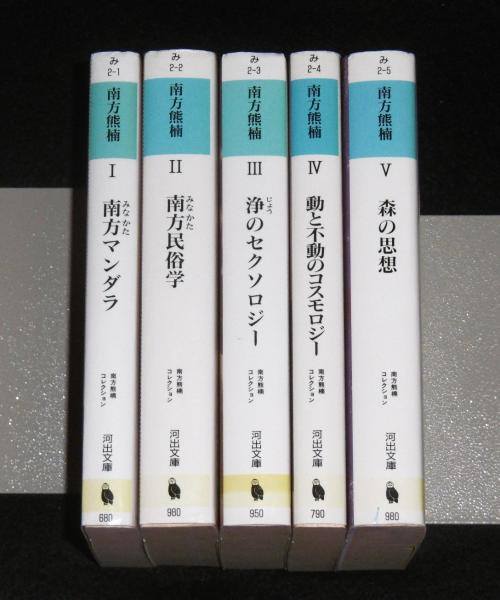 み
2-1
南方熊楠
I
南方マンダラ
みなかた
南方熊楠
コレクション
河出文庫
680
み
2-2
南方熊楠
II
南方民俗学
みなかた
南方熊楠
コレクション
河出文庫
980
み
2-3
南方熊楠
III
浄のセクソロジー
じょう
南方熊楠
コレクション
河出文庫
950
み
2-4
南方熊楠
IV
動と不動のコスモロジー
南方熊楠
コレクション
河出文庫
790
み
2-5
南方熊楠
V
森の思想
南方熊楠
コレクション
河出文庫
980